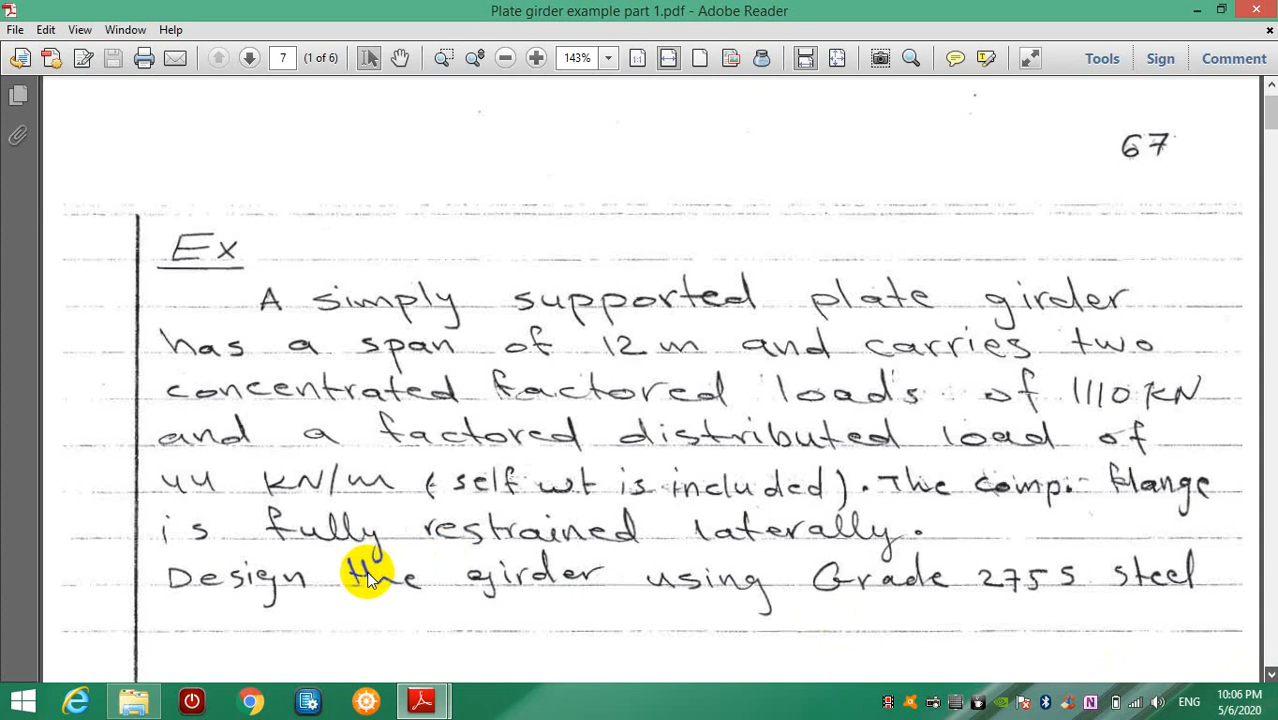 Plate girder example part 1.pdf - Adobe Reader
File Edit View Window Help
7 (1 of 6) 143% Tools Sign Comment
67
Ex
A simply supported plate girder
has a span of 12 m and carries two
concentrated factored loads of 1110 KN
and a factored distributed load of
44 KN/m (self wt is included). The comp. flange
is fully restrained laterally.
Design the girder using Grade 275 S steel
ENG
10:06 PM
5/6/2020